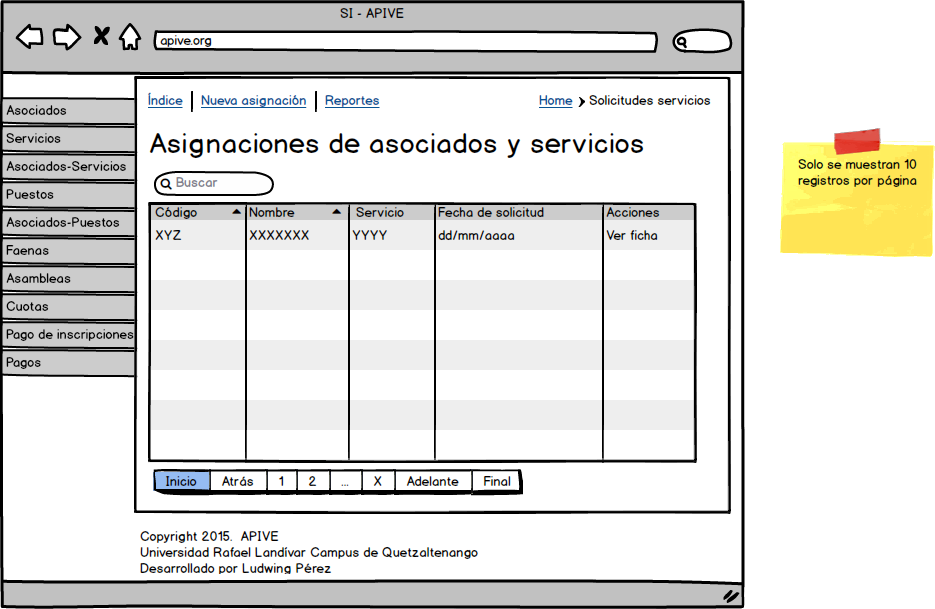 SI - APIVE
apive.org
Índice Nueva asignación Reportes Home Solicitudes servicios
Asociados
Servicios
Asociados-Servicios
Puestos
Asociados-Puestos
Faenas
Asambleas
Cuotas
Pago de inscripciones
Pagos
Asignaciones de asociados y servicios
Buscar
Código Nombre Servicio Fecha de solicitud Acciones
XYZ XXXXXXX YYYY dd/mm/aaaa Ver ficha
Inicio Atrás 1 2 ... X Adelante Final
Copyright 2015. APIVE
Universidad Rafael Landívar Campus de Quetzaltenango
Desarrollado por Ludwing Pérez
Solo se muestran 10
registros por página